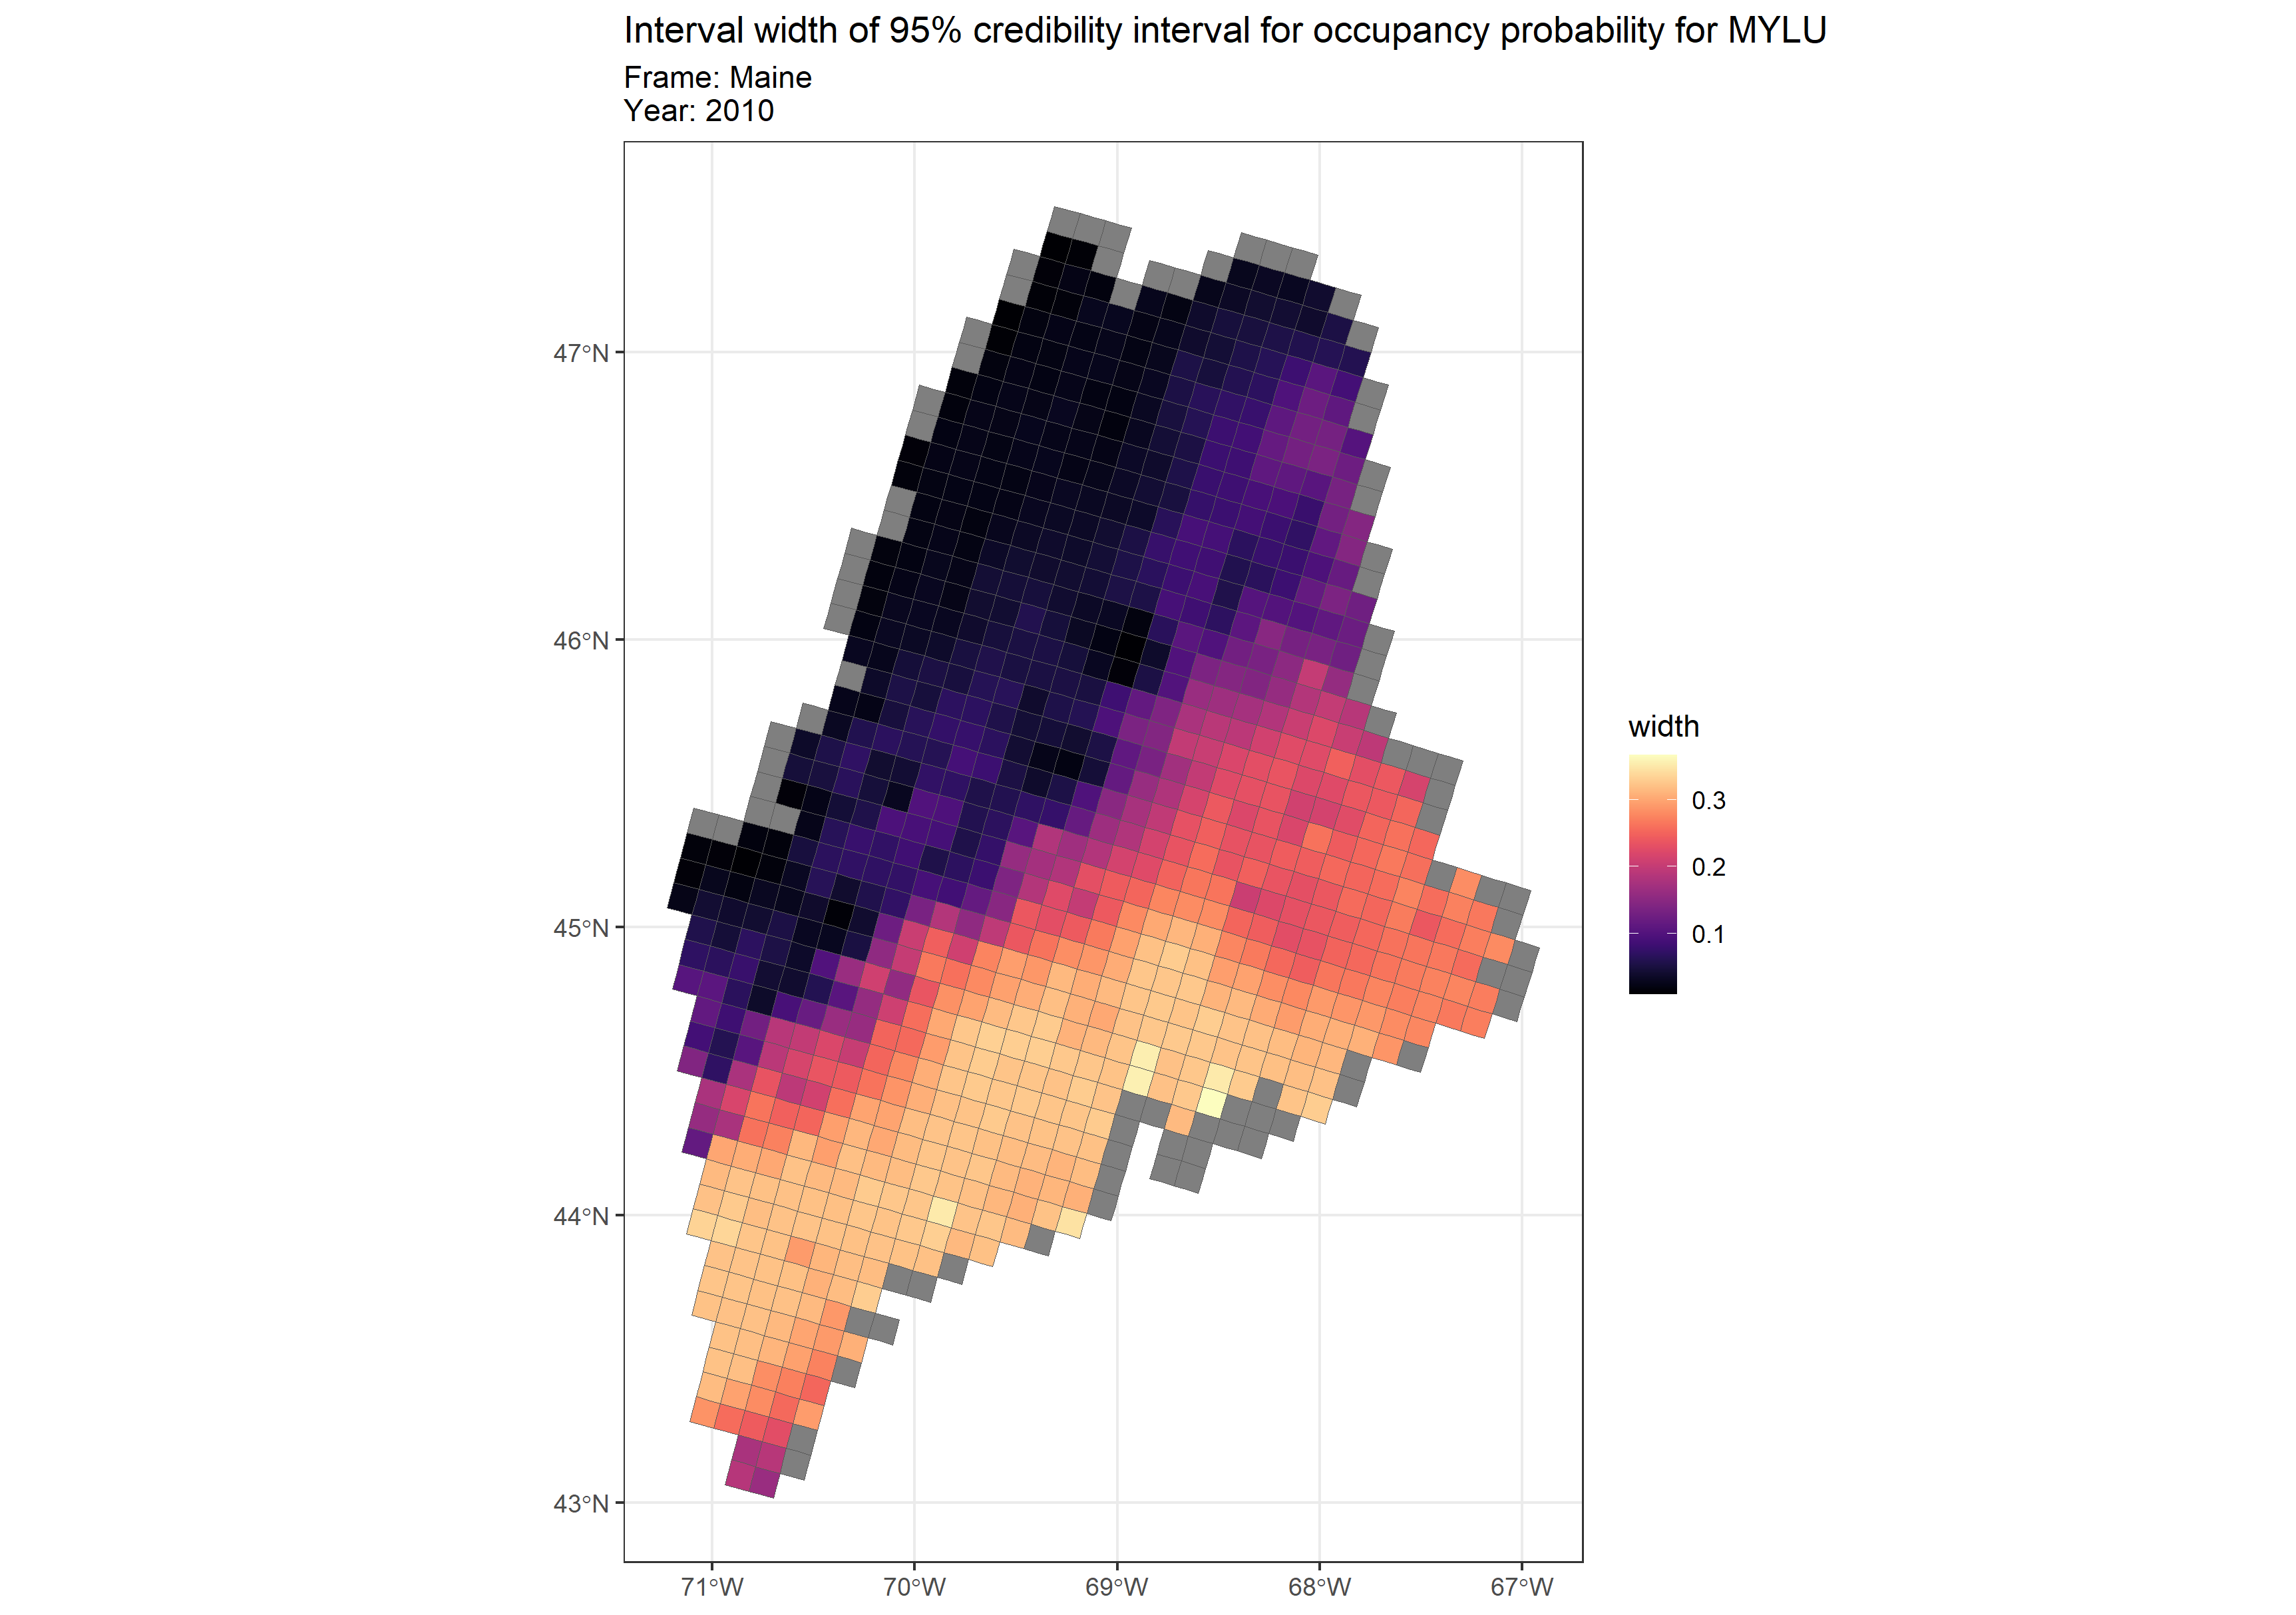 Interval width of 95% credibility interval for occupancy probability for MYLU
Frame: Maine
Year: 2010
47°N
46°N
45°N
44°N
43°N
71°W
70°W
69°W
68°W
67°W
width
0.3
0.2
0.1